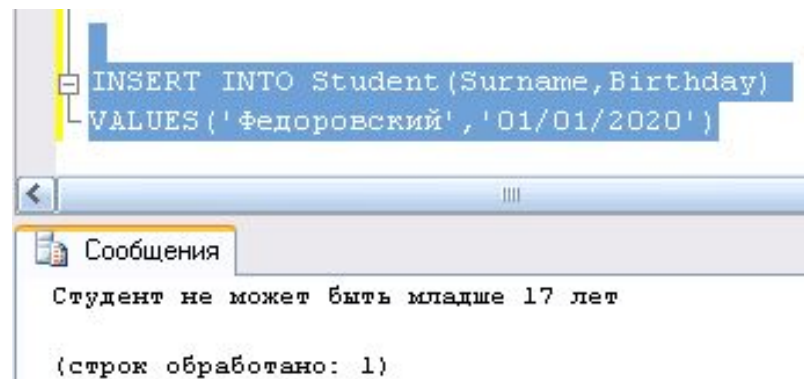 INSERT INTO Student(Surname,Birthday)
VALUES('Федоровский','01/01/2020')
Сообщения
Студент не может быть младше 17 лет
(строк обработано: 1)